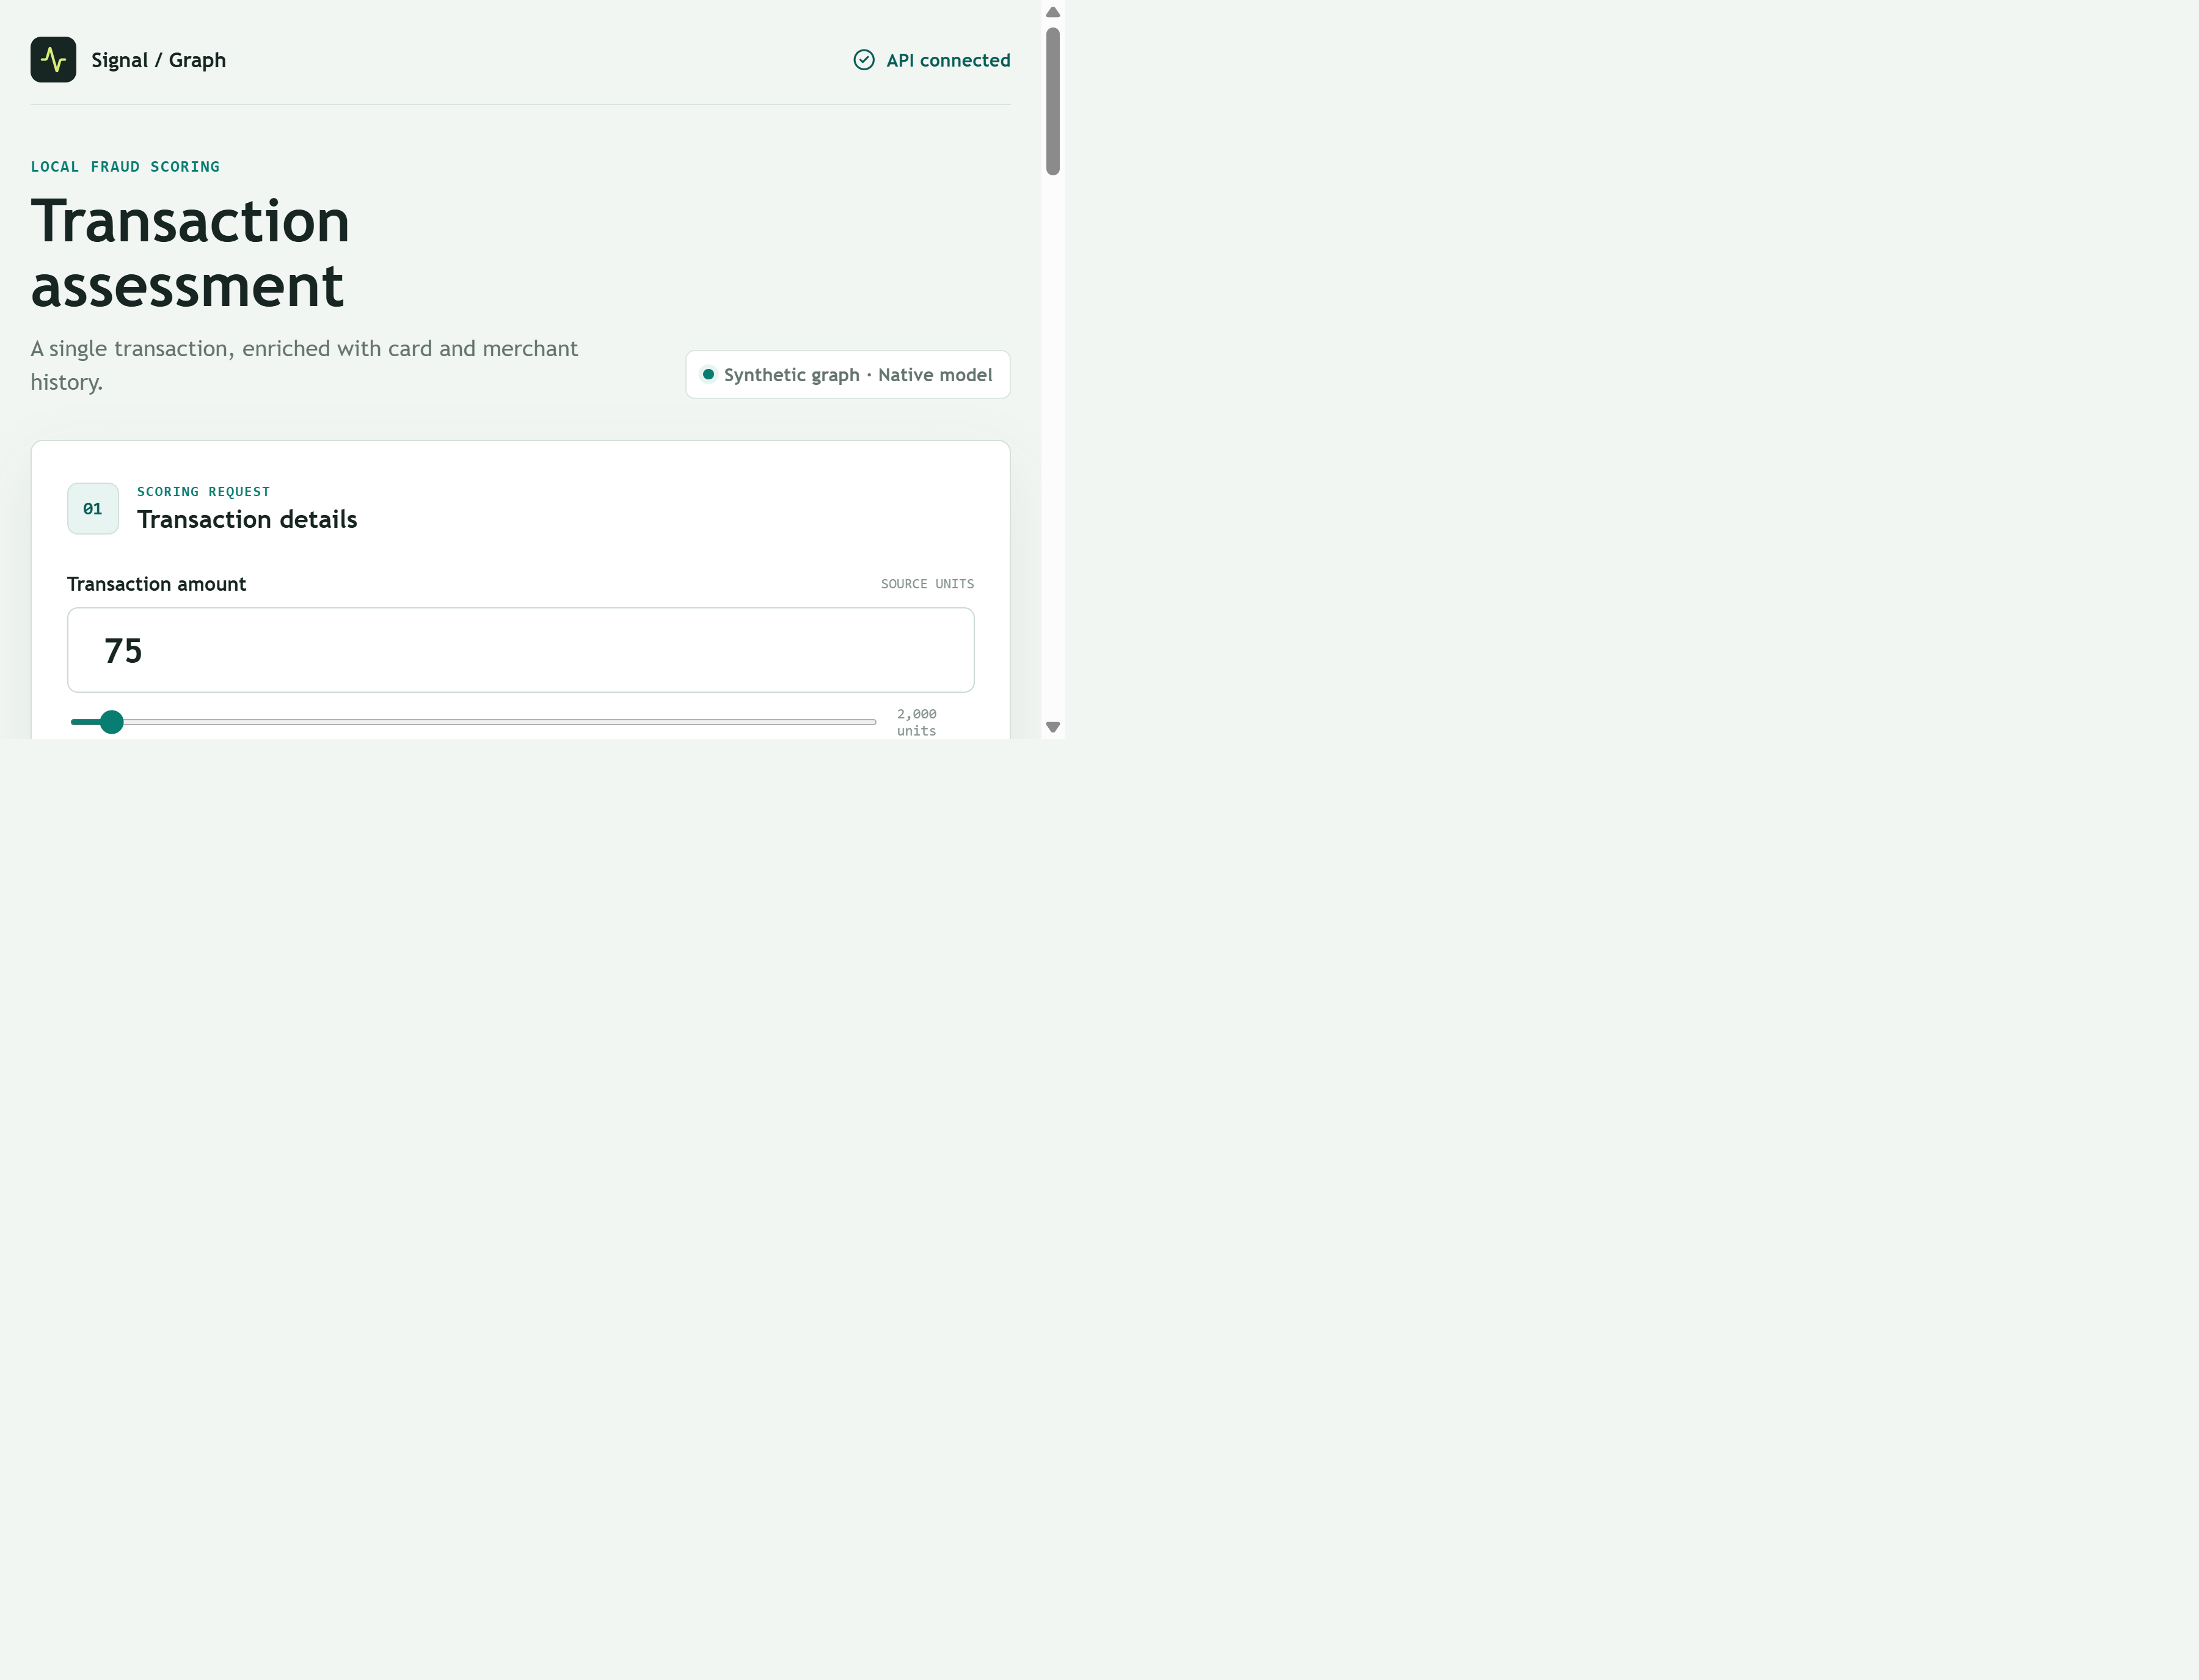 Signal / Graph
API connected
LOCAL FRAUD SCORING
Transaction
assessment
A single transaction, enriched with card and merchant
history.
Synthetic graph · Native model
01
SCORING REQUEST
Transaction details
Transaction amount
SOURCE UNITS
75
2,000
units